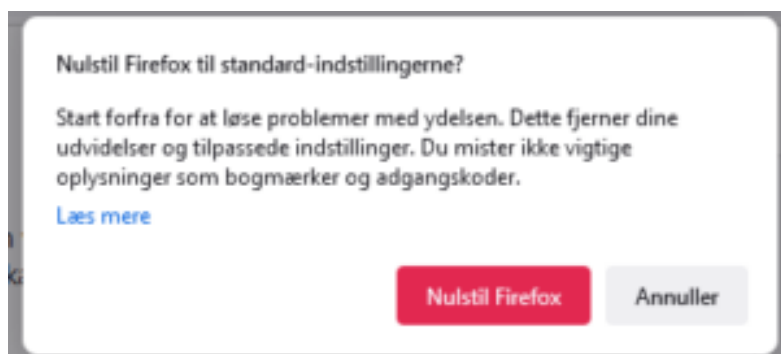 Nulstil Firefox til standard-indstillingerne?
Start forfra for at løse problemer med ydelsen. Dette fjerner dine
udvidelser og tilpassede indstillinger. Du mister ikke vigtige
oplysninger som bogmærker og adgangskoder.
Læs mere
Nulstil Firefox
Annuller